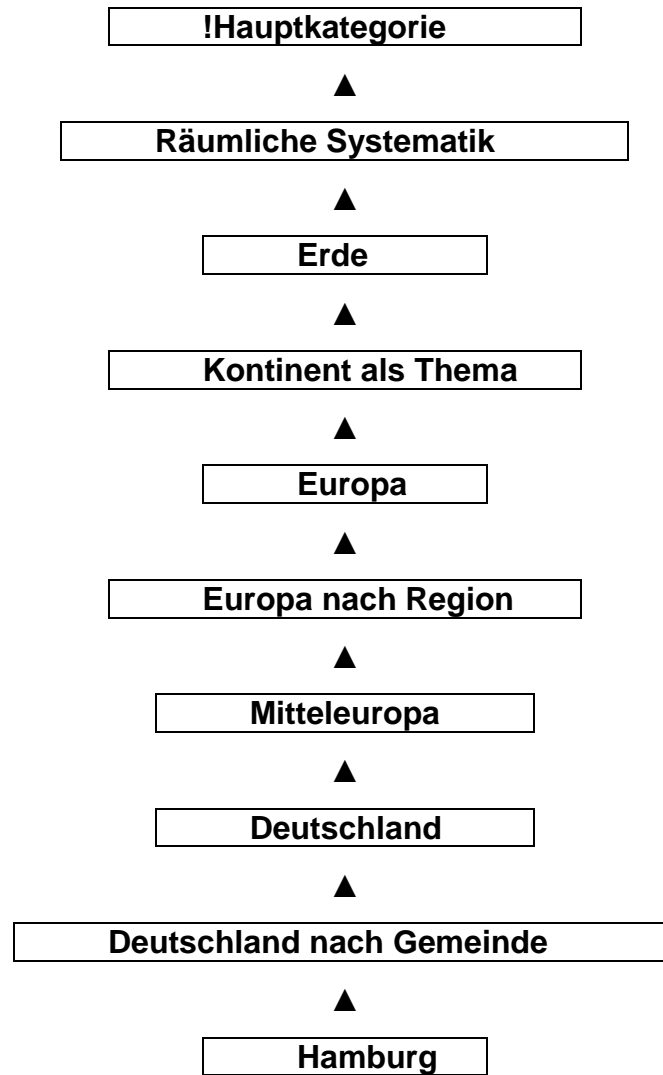 !Hauptkategorie
▲
Räumliche Systematik
▲
Erde
▲
Kontinent als Thema
▲
Europa
▲
Europa nach Region
▲
Mitteleuropa
▲
Deutschland
▲
Deutschland nach Gemeinde
▲
Hamburg